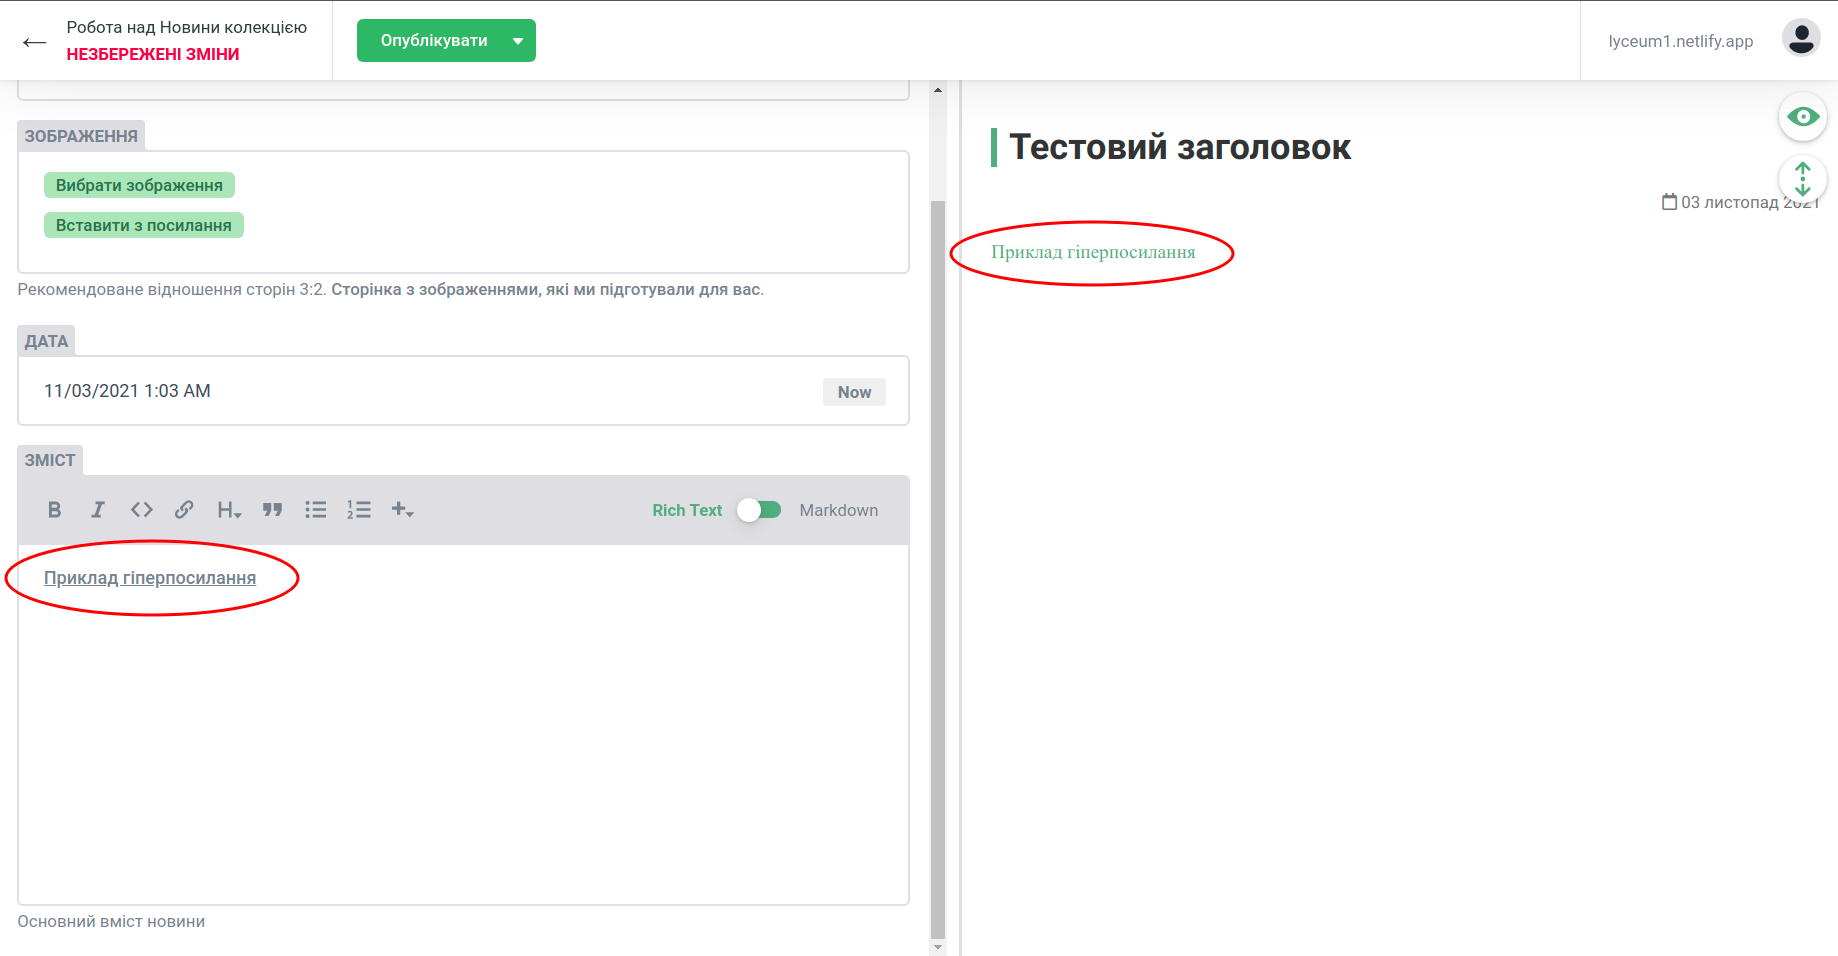 Робота над Новини колекцією
НЕЗБЕРЕЖЕНІ ЗМІНИ
Опублікувати
lyceum1.netlify.app
ЗОБРАЖЕННЯ
Вибрати зображення
Вставити з посилання
Рекомендоване відношення сторін 3:2. Сторінка з зображеннями, які ми підготували для вас.
ДАТА
11/03/2021 1:03 AM
Now
ЗМІСТ
Rich Text
Markdown
Приклад гіперпосилання
Основний вміст новини
Тестовий заголовок
03 листопад 2021
Приклад гіперпосилання